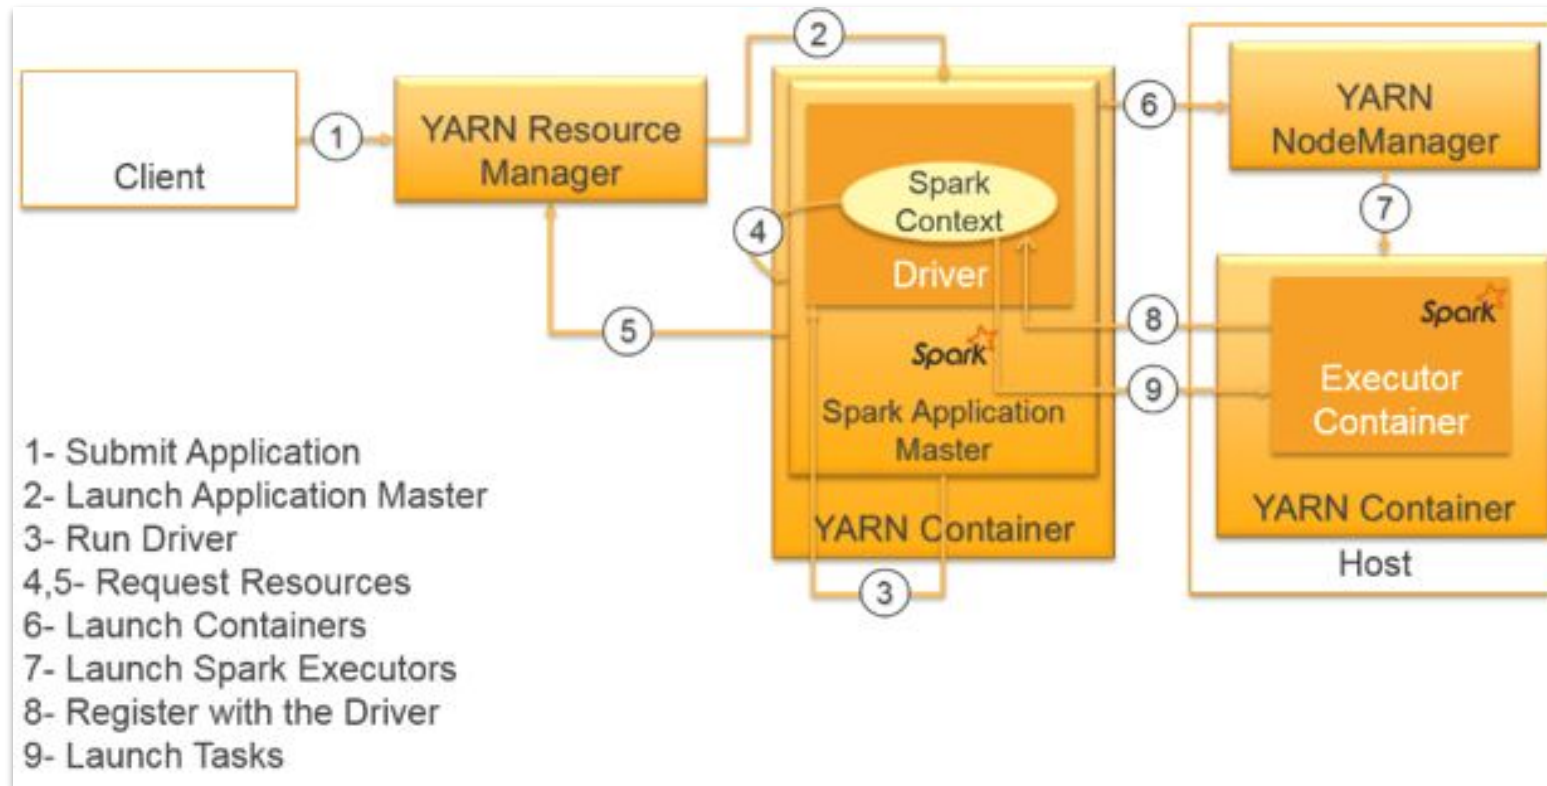 2
1
6
Client
YARN Resource
Manager
YARN
NodeManager
Spark
Context
4
7
Driver
5
8
Spark
Spark
9
Executor
Container
Spark Application
Master
YARN Container
YARN Container
Host
3
1- Submit Application
2- Launch Application Master
3- Run Driver
4,5- Request Resources
6- Launch Containers
7- Launch Spark Executors
8- Register with the Driver
9- Launch Tasks